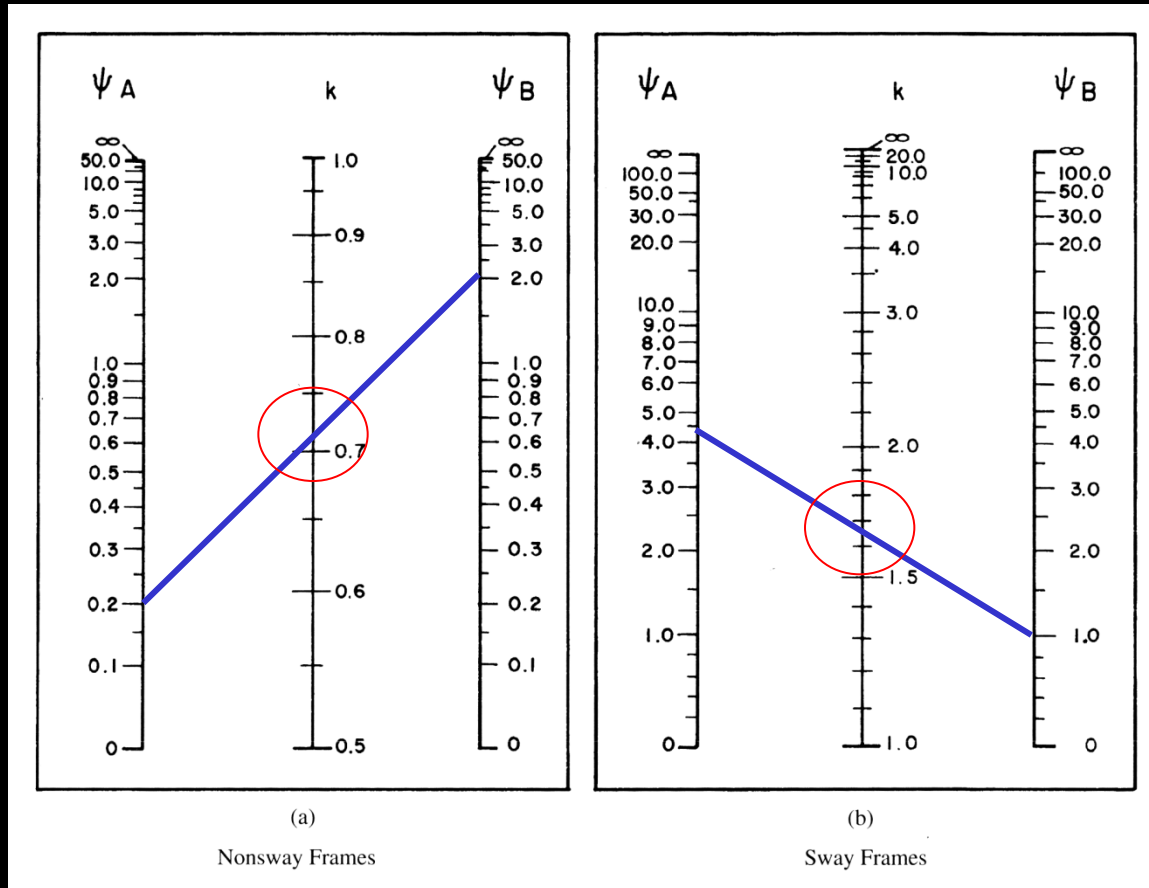 ψA k ψB
∞ ∞
50.0 1.0 50.0
10.0 10.0
5.0 0.9 5.0
3.0 3.0
2.0 2.0
0.8
1.0 1.0
0.9 0.9
0.8 0.8
0.7 0.7
0.6 0.7 0.6
0.5 0.5
0.4 0.4
0.3 0.3
0.2 0.6 0.2
0.1 0.1
0 0.5 0
(a)
Nonsway Frames
ψA k ψB
∞ ∞ ∞
100.0 20.0 100.0
50.0 10.0 50.0
30.0 5.0 30.0
20.0 4.0 20.0
10.0 3.0 10.0
9.0 9.0
8.0 8.0
7.0 7.0
6.0 6.0
5.0 5.0
4.0 2.0 4.0
3.0 3.0
2.0 1.5 2.0
1.0 1.0
0 1.0 0
(b)
Sway Frames